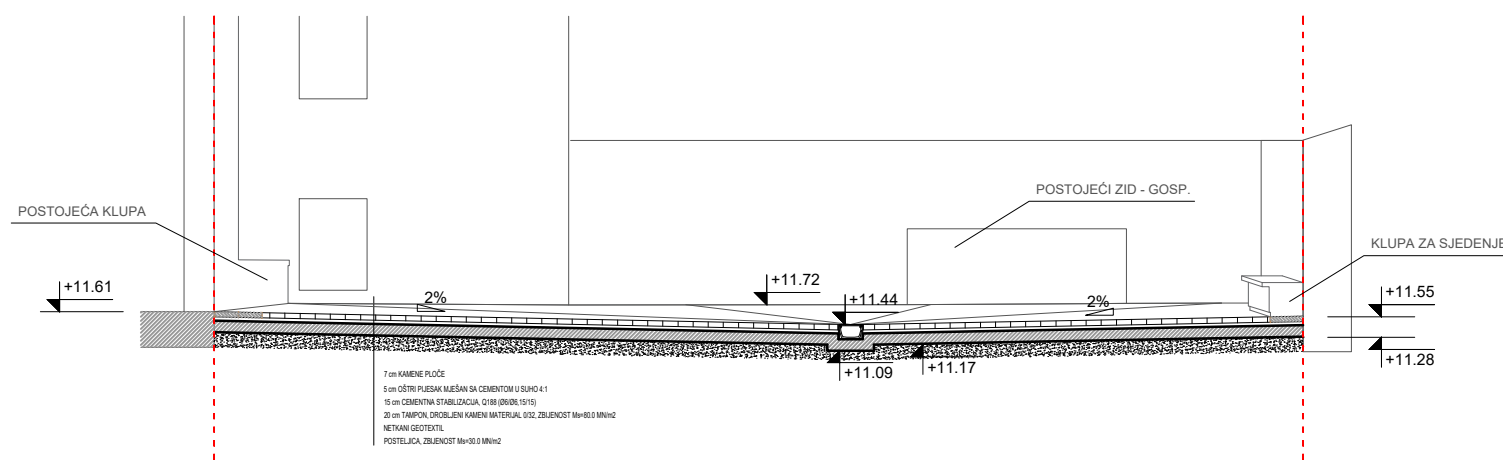 POSTOJEĆI ZID - GOSP.
POSTOJEĆA KLUPA
KLUPA ZA SJEDENJE
+11.61
2%
+11.72
+11.44
2%
+11.55
+11.09
+11.17
+11.28
7 cm KAMENE PLOČE
5 cm OŠTRI PIJESAK MJEŠAN SA CEMENTOM U SUHO 4:1
15 cm CEMENTNA STABILIZACIJA, Q188 (Ø6/Ø6,15/15)
20 cm TAMPON, DROBLJENI KAMENI MATERIJAL 0/32, ZBIJENOST Ms=80.0 MN/m2
NETKANI GEOTEXTIL
POSTELJICA, ZBIJENOST Ms=30.0 MN/m2